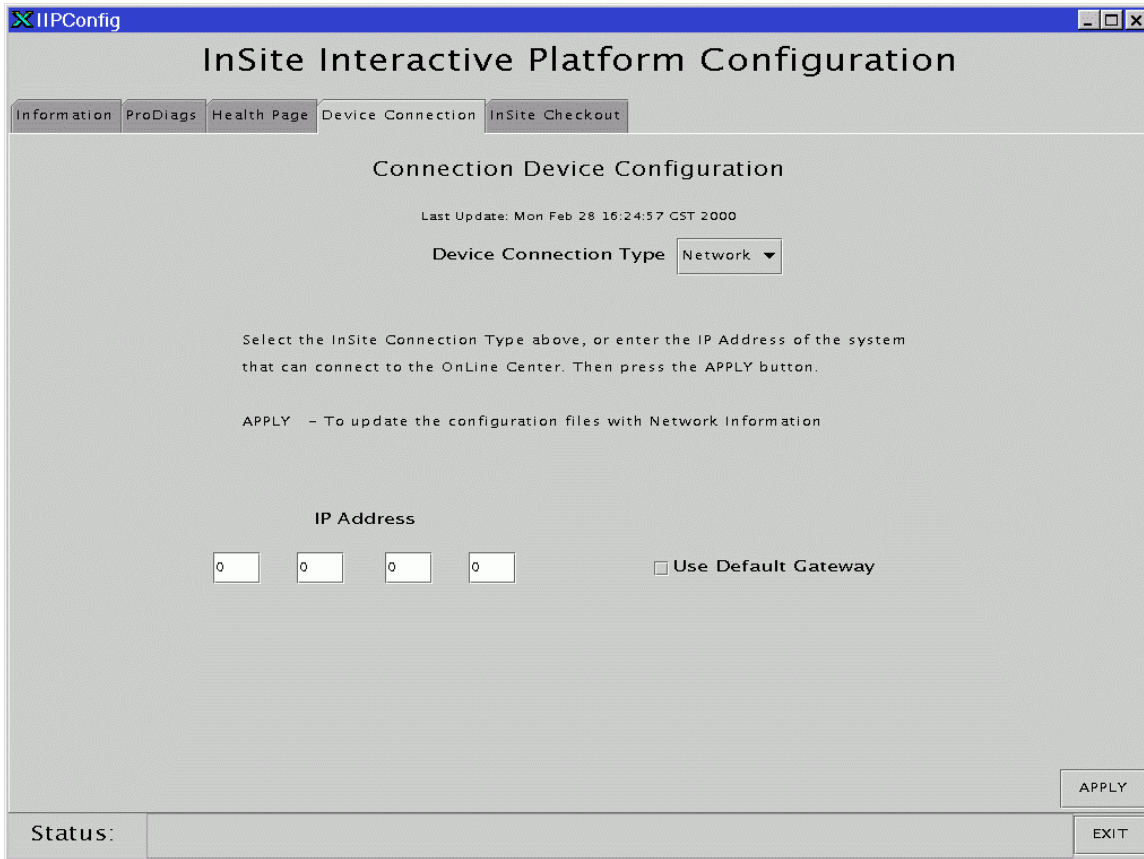 IIPConfig
InSite Interactive Platform Configuration
Information ProDiags Health Page Device Connection InSite Checkout
Connection Device Configuration
Last Update: Mon Feb 28 16:24:57 CST 2000
Device Connection Type Network
Select the InSite Connection Type above, or enter the IP Address of the system
that can connect to the OnLine Center. Then press the APPLY button.
APPLY - To update the configuration files with Network Information
IP Address
0 0 0 0 Use Default Gateway
APPLY
Status:
EXIT